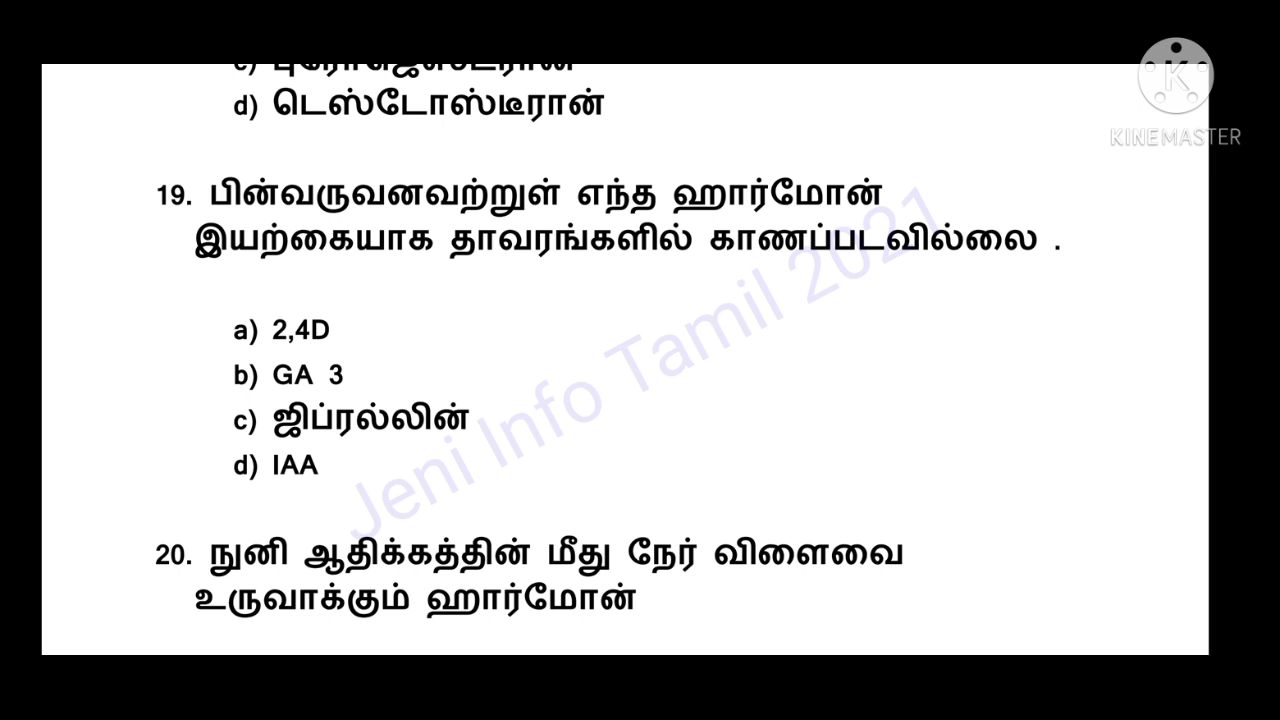 d) டெஸ்டோஸ்டீரான்
KINEMASTER
19. பின்வருவனவற்றுள் எந்த ஹார்மோன்
இயற்கையாக தாவரங்களில் காணப்படவில்லை .
a) 2,4D
b) GA 3
c) ஜிப்ரல்லின்
d) IAA
Jeni Info Tamil 2021
20. நுனி ஆதிக்கத்தின் மீது நேர் விளைவை
உருவாக்கும் ஹார்மோன்